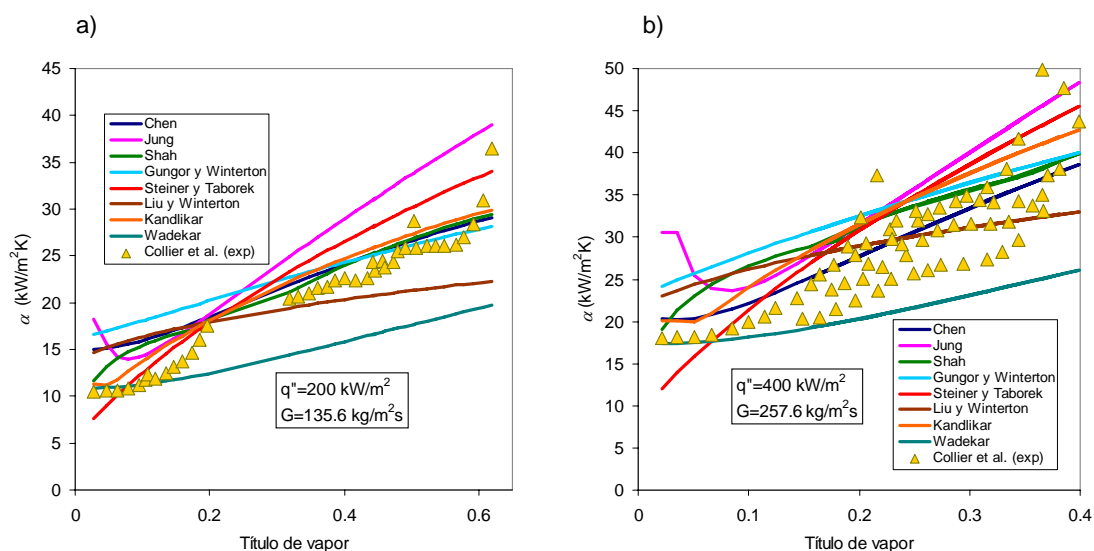 a)
45
40
35
30
25
20
15
10
5
0
α (kW/m²K)
Chen
Jung
Shah
Gungor y Winterton
Steiner y Taborek
Liu y Winterton
Kandlikar
Wadekar
Collier et al. (exp)
q"=200 kW/m²
G=135.6 kg/m²s
0
0.2
0.4
0.6
Título de vapor
b)
50
45
40
35
30
25
20
15
10
5
0
α (kW/m²K)
q"=400 kW/m²
G=257.6 kg/m²s
Chen
Jung
Shah
Gungor y Winterton
Steiner y Taborek
Liu y Winterton
Kandlikar
Wadekar
Collier et al. (exp)
0
0.1
0.2
0.3
0.4
Título de vapor